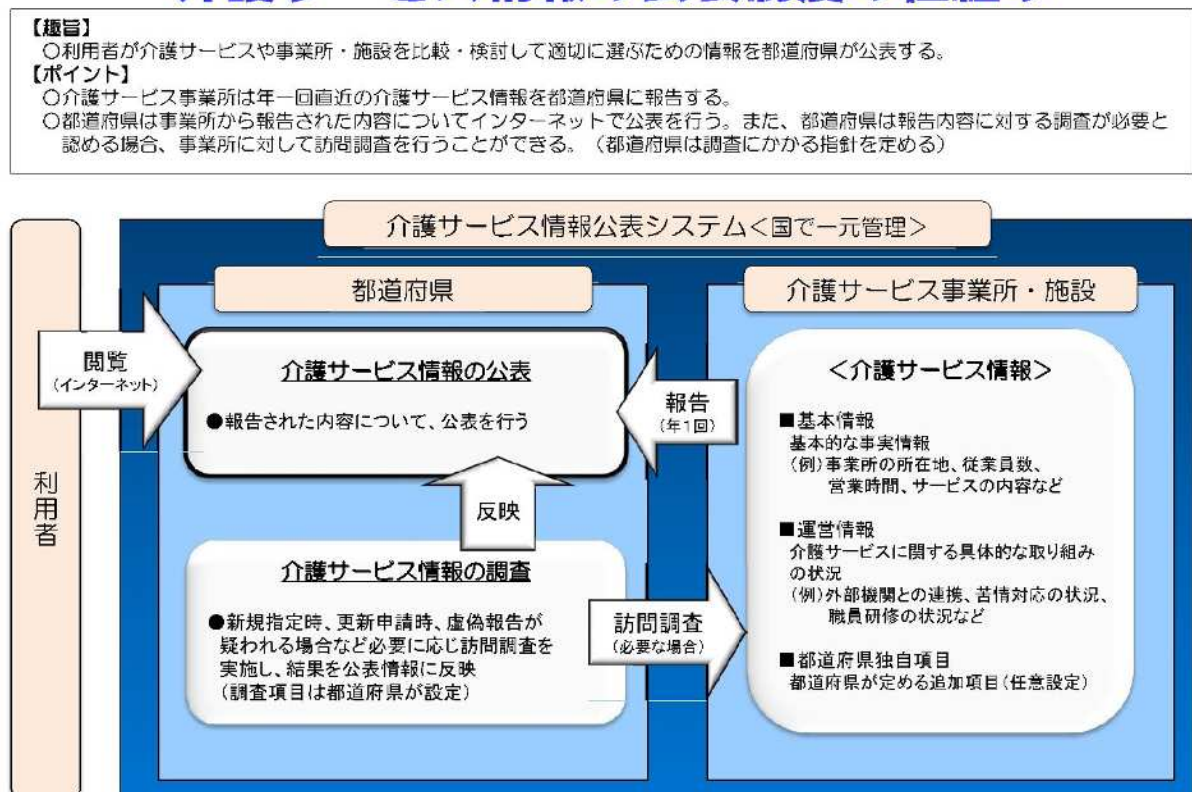 【趣旨】
○利用者が介護サービスや事業所・施設を比較・検討して適切に選ぶための情報を都道府県が公表する。
【ポイント】
○介護サービス事業所は年一回直近の介護サービス情報を都道府県に報告する。
○都道府県は事業所から報告された内容についてインターネットで公表を行う。また、都道府県は報告内容に対する調査が必要と
認める場合、事業所に対して訪問調査を行うことができる。（都道府県は調査にかかる指針を定める）
介護サービス情報公表システム＜国で一元管理＞
利用者
閲覧
(インターネット)
都道府県
介護サービス情報の公表
●報告された内容について、公表を行う
反映
介護サービス情報の調査
●新規指定時、更新申請時、虚偽報告が
疑われる場合など必要に応じ訪問調査を
実施し、結果を公表情報に反映
（調査項目は都道府県が設定）
報告
(年1回)
訪問調査
(必要な場合)
介護サービス事業所・施設
＜介護サービス情報＞
■基本情報
基本的な事実情報
(例)事業所の所在地、従業員数、
営業時間、サービスの内容など
■運営情報
介護サービスに関する具体的な取り組み
の状況
(例)外部機関との連携、苦情対応の状況、
職員研修の状況など
■都道府県独自項目
都道府県が定める追加項目(任意設定)